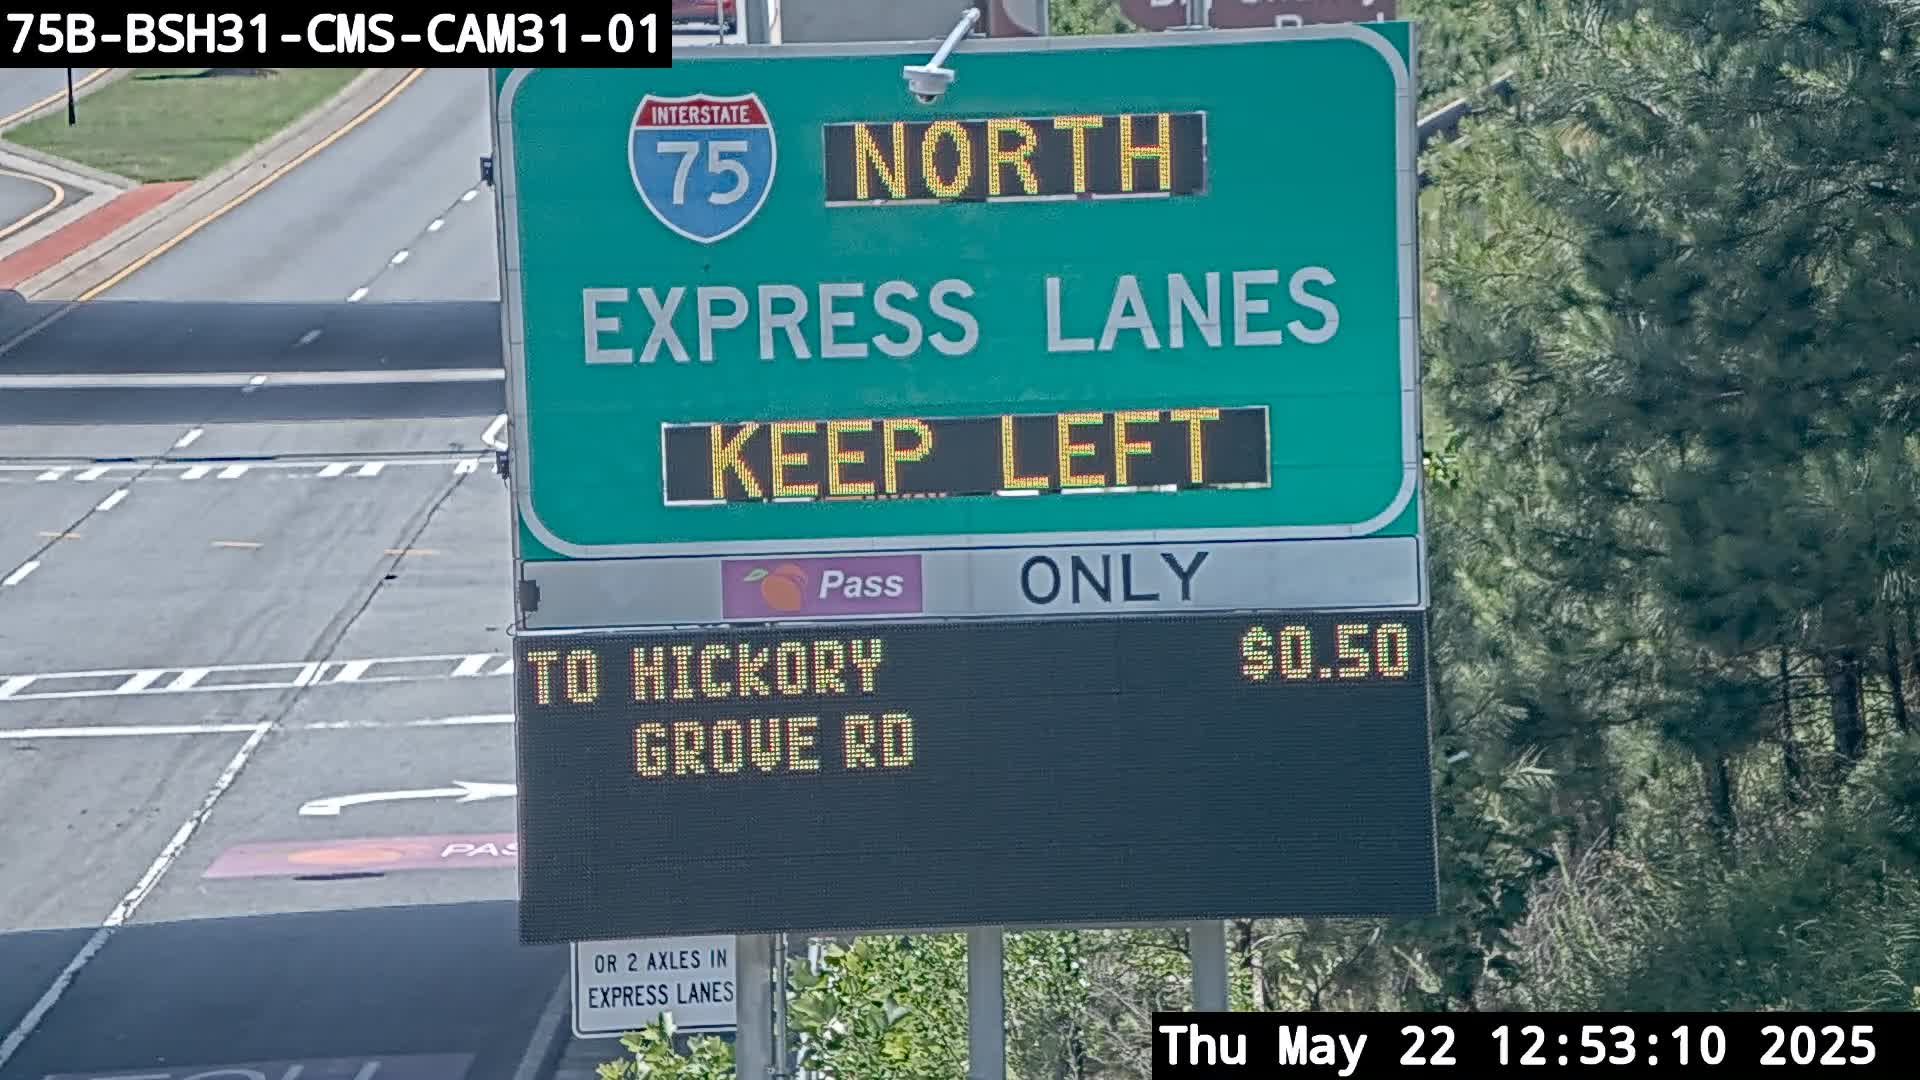 75B-BSH31-CMS-CAM31-01
INTERSTATE
75
NORTH
EXPRESS LANES
KEEP LEFT
Pass
ONLY
TO HICKORY $0.50
GROVE RD
OR 2 AXLES IN
EXPRESS LANES
Thu May 22 12:53:10 2025